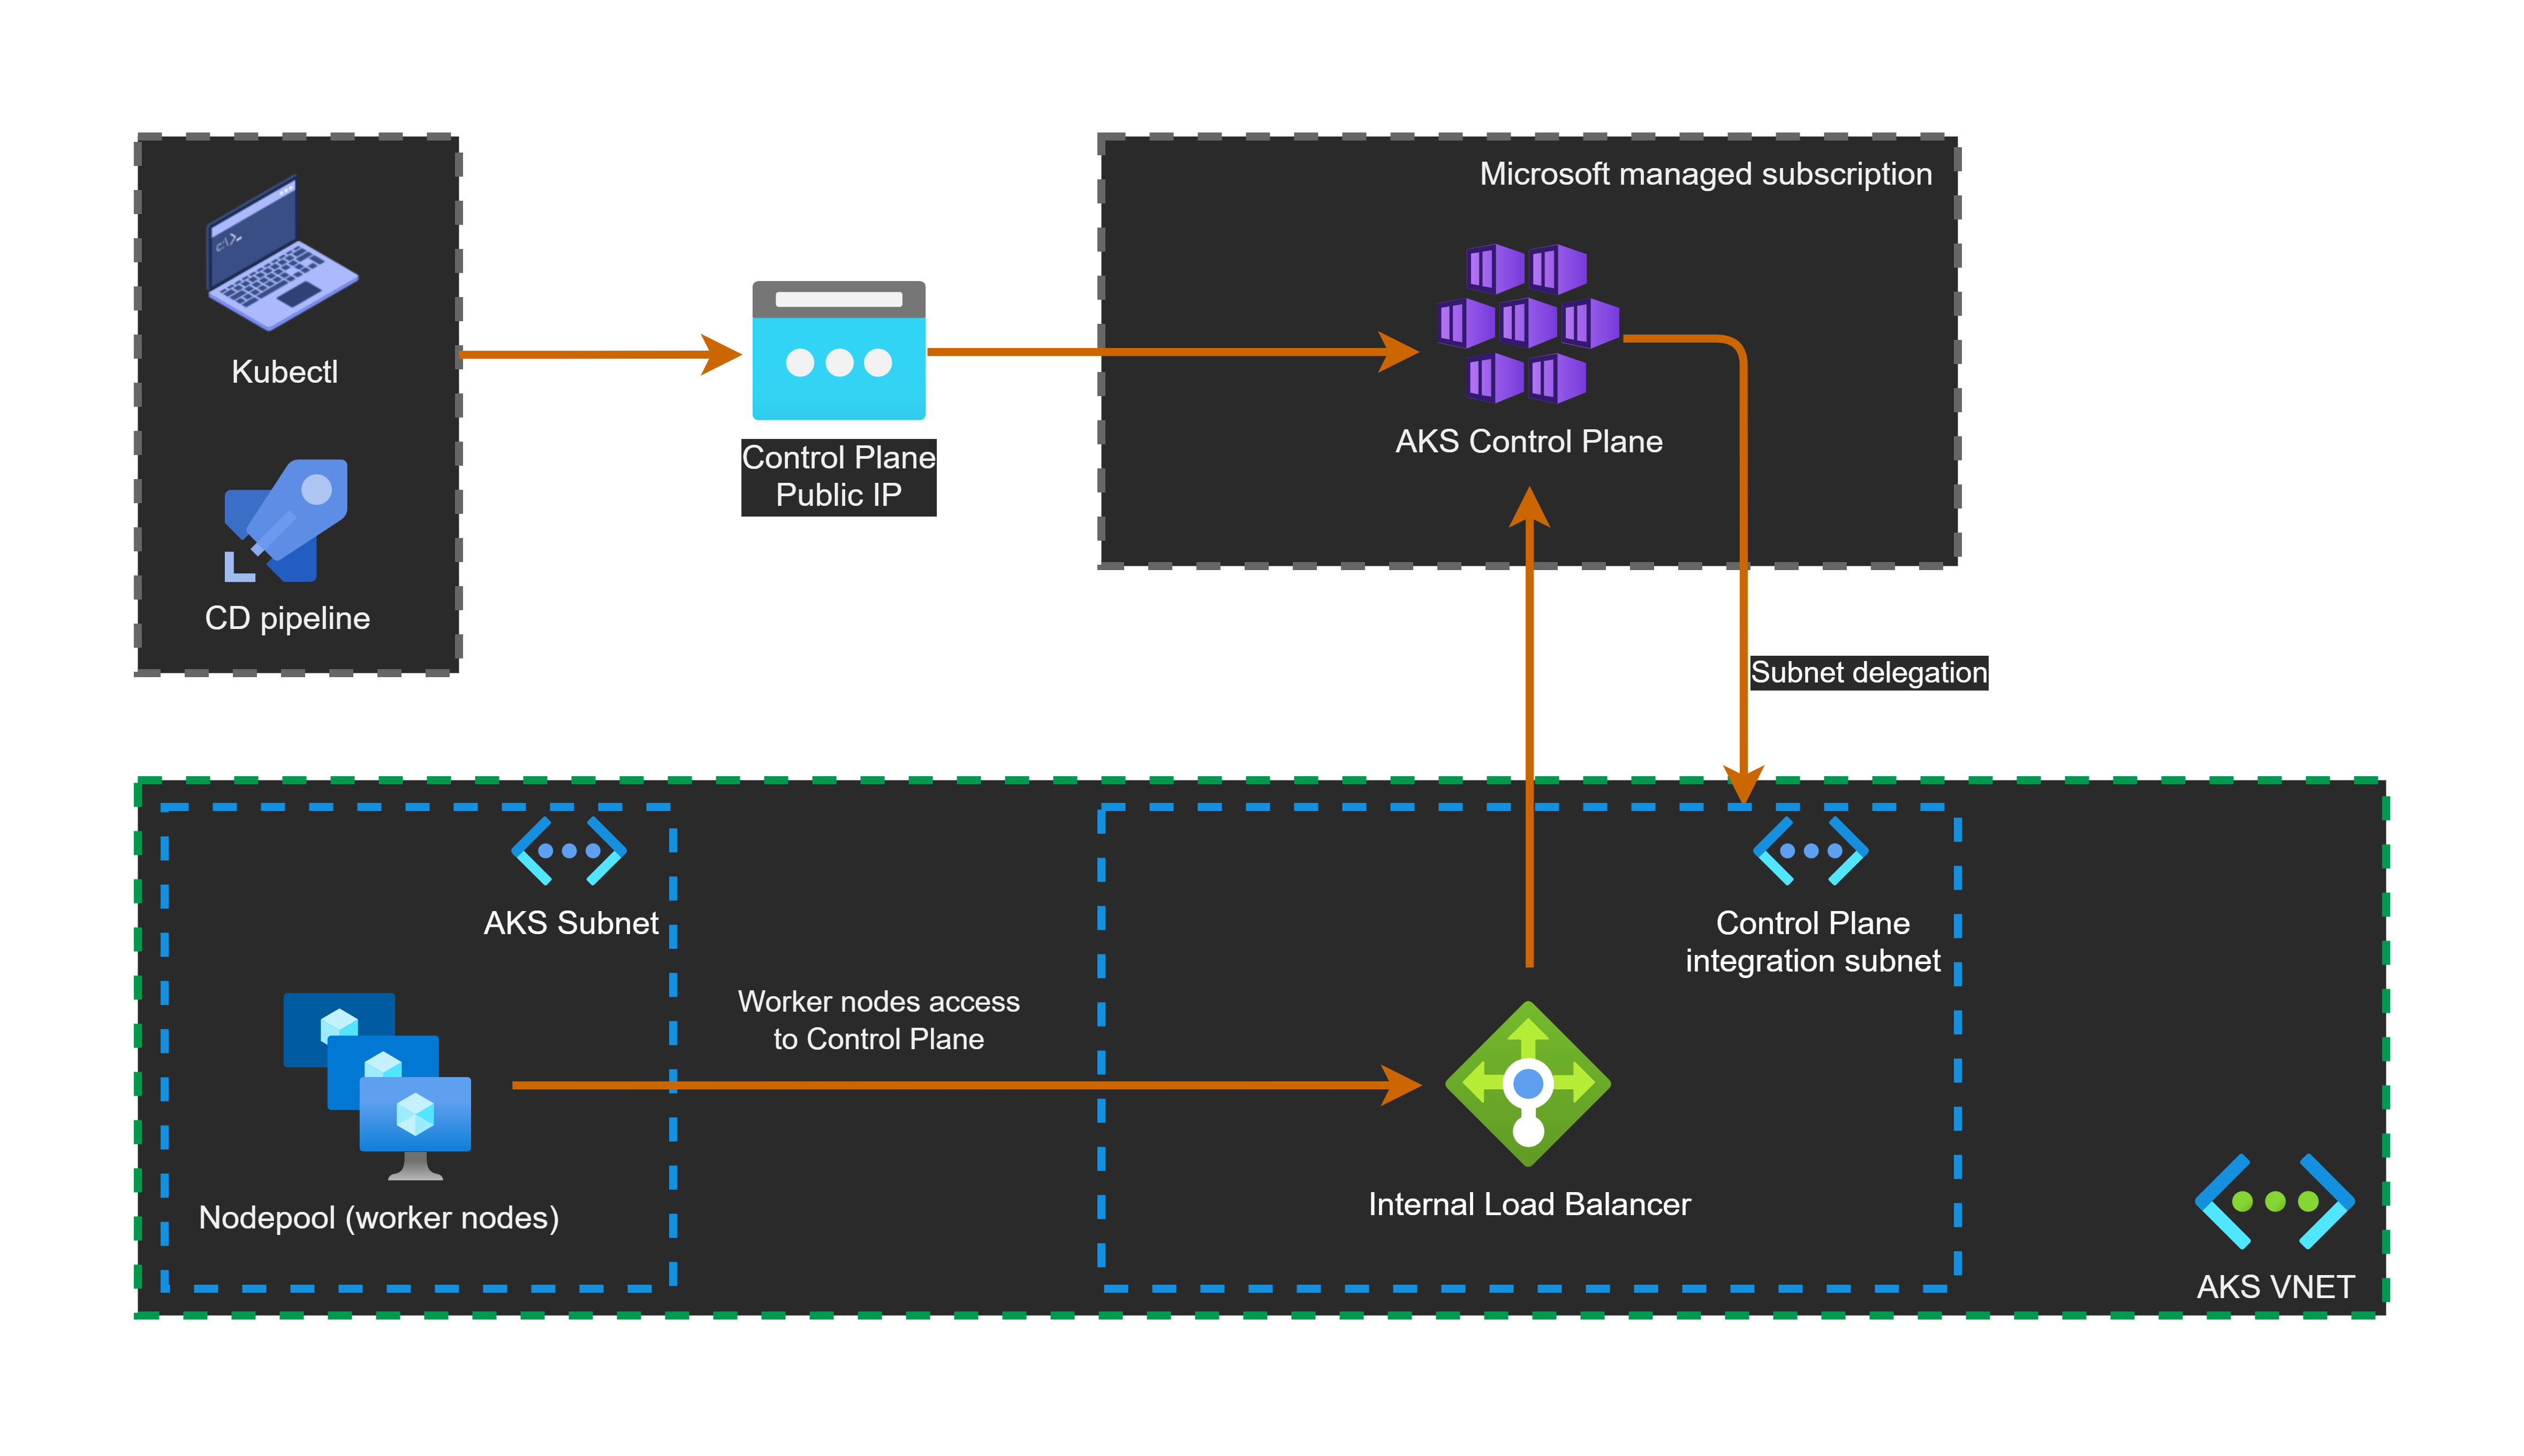 Microsoft managed subscription
c:\>_
Kubectl
Control Plane
Public IP
AKS Control Plane
CD pipeline
Subnet delegation
AKS Subnet
Control Plane
integration subnet
Worker nodes access
to Control Plane
Nodepool (worker nodes)
Internal Load Balancer
AKS VNET